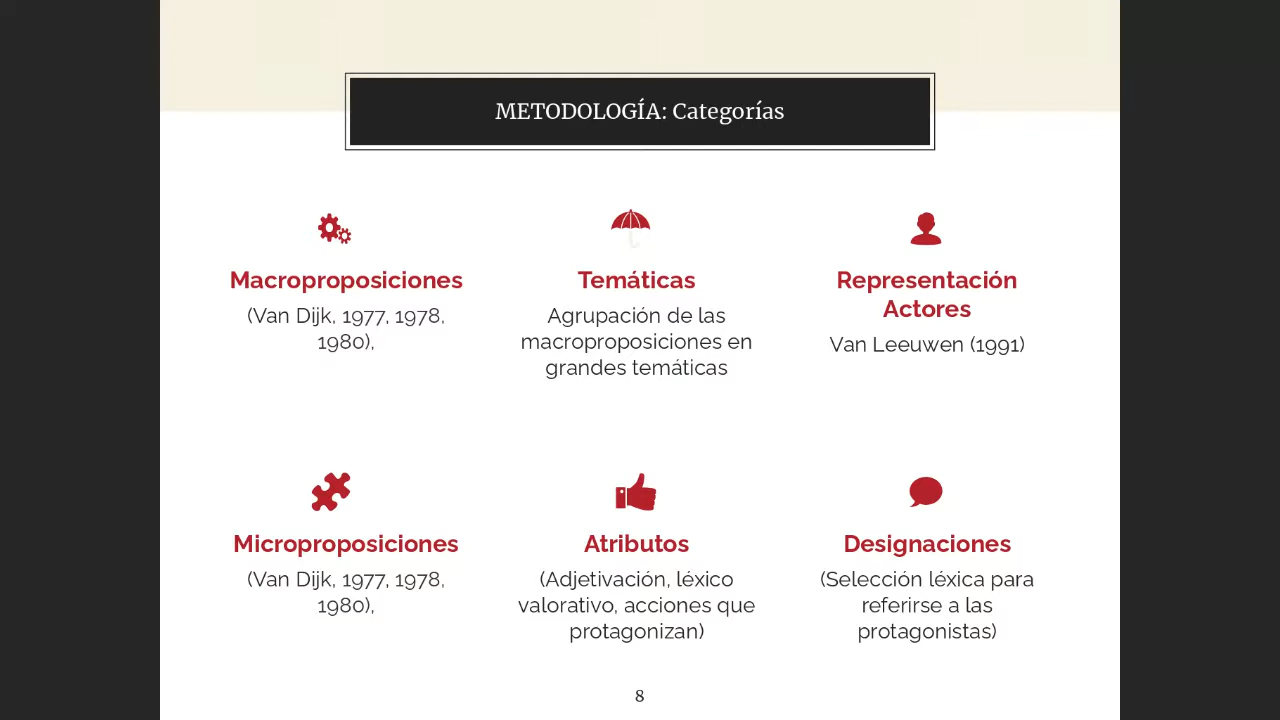 METODOLOGÍA: Categorías
Macroproposiciones
(Van Dijk, 1977, 1978,
1980),
Temáticas
Agrupación de las
macroproposiciones en
grandes temáticas
Representación
Actores
Van Leeuwen (1991)
Microproposiciones
(Van Dijk, 1977, 1978,
1980),
Atributos
(Adjetivación, léxico
valorativo, acciones que
protagonizan)
Designaciones
(Selección léxica para
referirse a las
protagonistas)
8